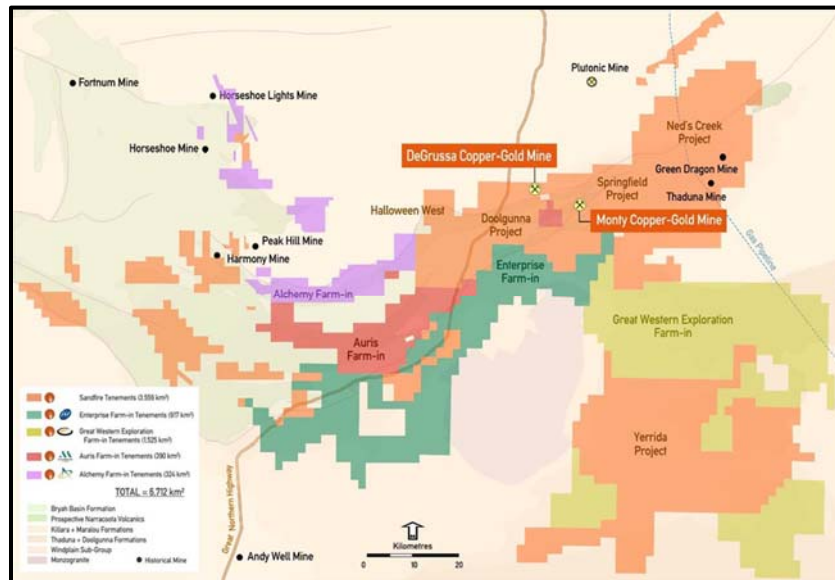 Fortnum Mine
Horseshoe Lights Mine
Horseshoe Mine
Plutonic Mine
Ned's Creek
Project
Green Dragon Mine
Thaduna Mine
DeGrussa Copper-Gold Mine
Springfield
Project
Monty Copper-Gold Mine
Halloween West
Doolgunna
Project
Gas Pipeline
Peak Hill Mine
Harmony Mine
Alchemy Farm-in
Enterprise
Farm-in
Great Western Exploration
Farm-in
Auris
Farm-in
Yerrida
Project
Great Northern Highway
Andy Well Mine
Kilometres
0 10 20
Sandfire Tenements (3,556 km²)
Enterprise Farm-in Tenements (917 km²)
Great Western Exploration
Farm-in Tenements (1,525 km²)
Auris Farm-in Tenements (390 km²)
Alchemy Farm-in Tenements (324 km²)
TOTAL = 6,712 km²
Bryah Basin Formation
Prospective Narracoota Volcanics
Killara + Maralou Formations
Thaduna + Doolgunna Formations
Windplain Sub-Group
Monzogranite
Historical Mine